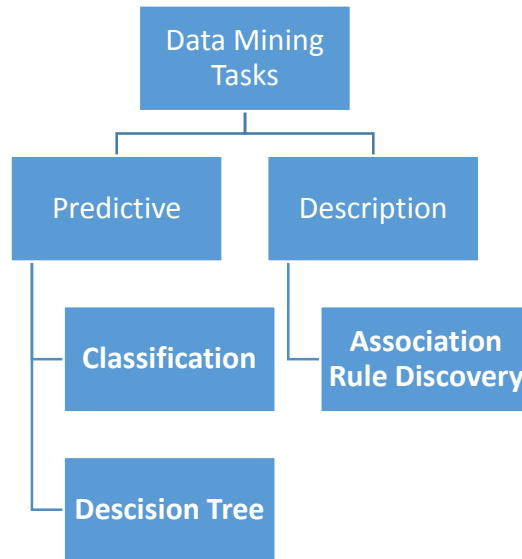 Data Mining
Tasks
Predictive
Description
Classification
Association
Rule Discovery
Descision Tree